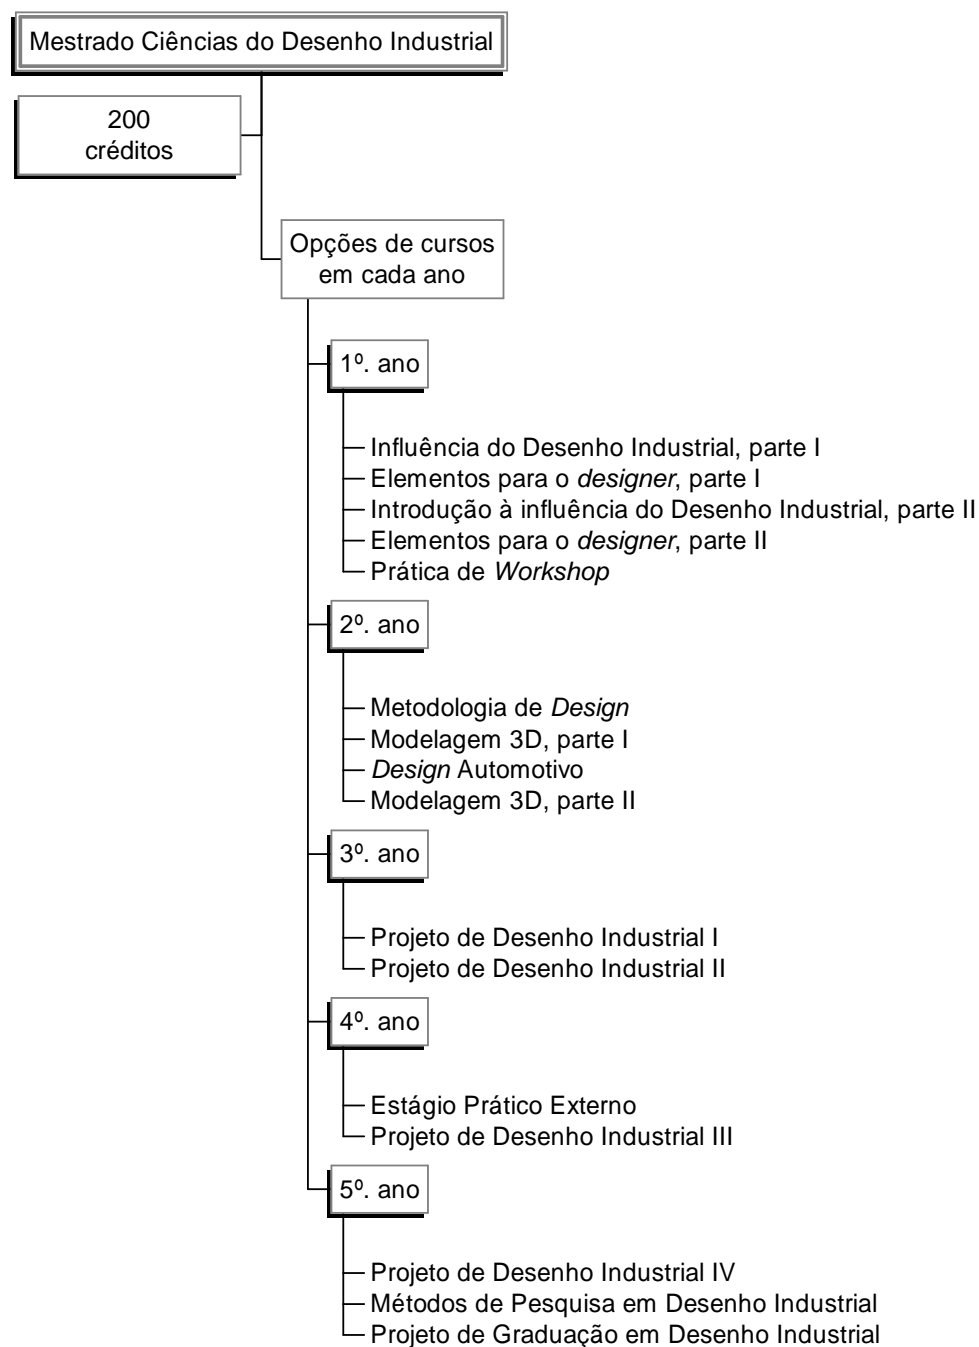 Mestrado Ciências do Desenho Industrial
200
créditos
Opções de cursos
em cada ano
1º. ano
Influência do Desenho Industrial, parte I
Elementos para o designer, parte I
Introdução à influência do Desenho Industrial, parte II
Elementos para o designer, parte II
Prática de Workshop
2º. ano
Metodologia de Design
Modelagem 3D, parte I
Design Automotivo
Modelagem 3D, parte II
3º. ano
Projeto de Desenho Industrial I
Projeto de Desenho Industrial II
4º. ano
Estágio Prático Externo
Projeto de Desenho Industrial III
5º. ano
Projeto de Desenho Industrial IV
Métodos de Pesquisa em Desenho Industrial
Projeto de Graduação em Desenho Industrial